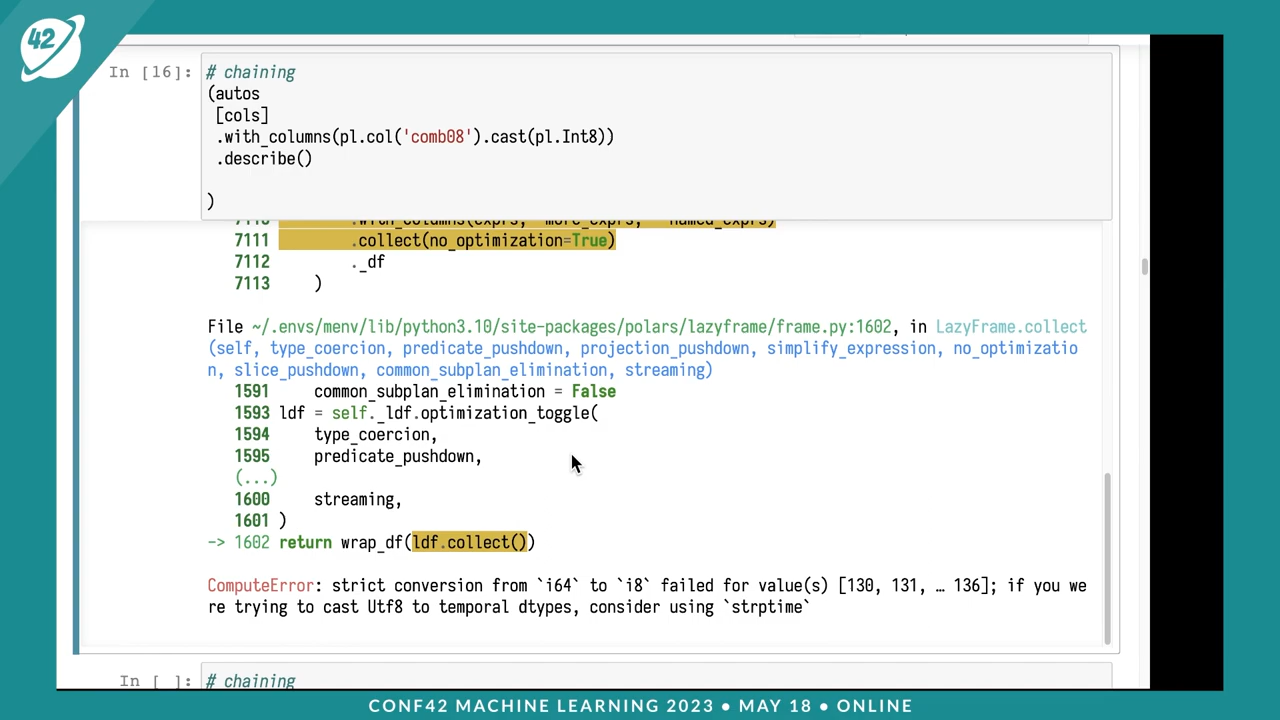 42
In [16]:
# chaining
(autos
[cols]
.with_columns(pl.col('comb08').cast(pl.Int8))
.describe()
)
7110 .with_columns(exprs, *more_exprs, **named_exprs)
7111 .collect(no_optimization=True)
7112 ._df
7113 )
File ~/.envs/menv/lib/python3.10/site-packages/polars/lazyframe/frame.py:1602, in LazyFrame.collect
(self, type_coercion, predicate_pushdown, projection_pushdown, simplify_expression, no_optimizatio
n, slice_pushdown, common_subplan_elimination, streaming)
1591 common_subplan_elimination = False
1593 ldf = self._ldf.optimization_toggle(
1594 type_coercion,
1595 predicate_pushdown,
(...)
1600 streaming,
1601 )
-> 1602 return wrap_df(ldf.collect())
ComputeError: strict conversion from `i64` to `i8` failed for value(s) [130, 131, … 136]; if you we
re trying to cast Utf8 to temporal dtypes, consider using `strptime`
In [ ]:
# chaining
CONF42 MACHINE LEARNING 2023 • MAY 18 • ONLINE